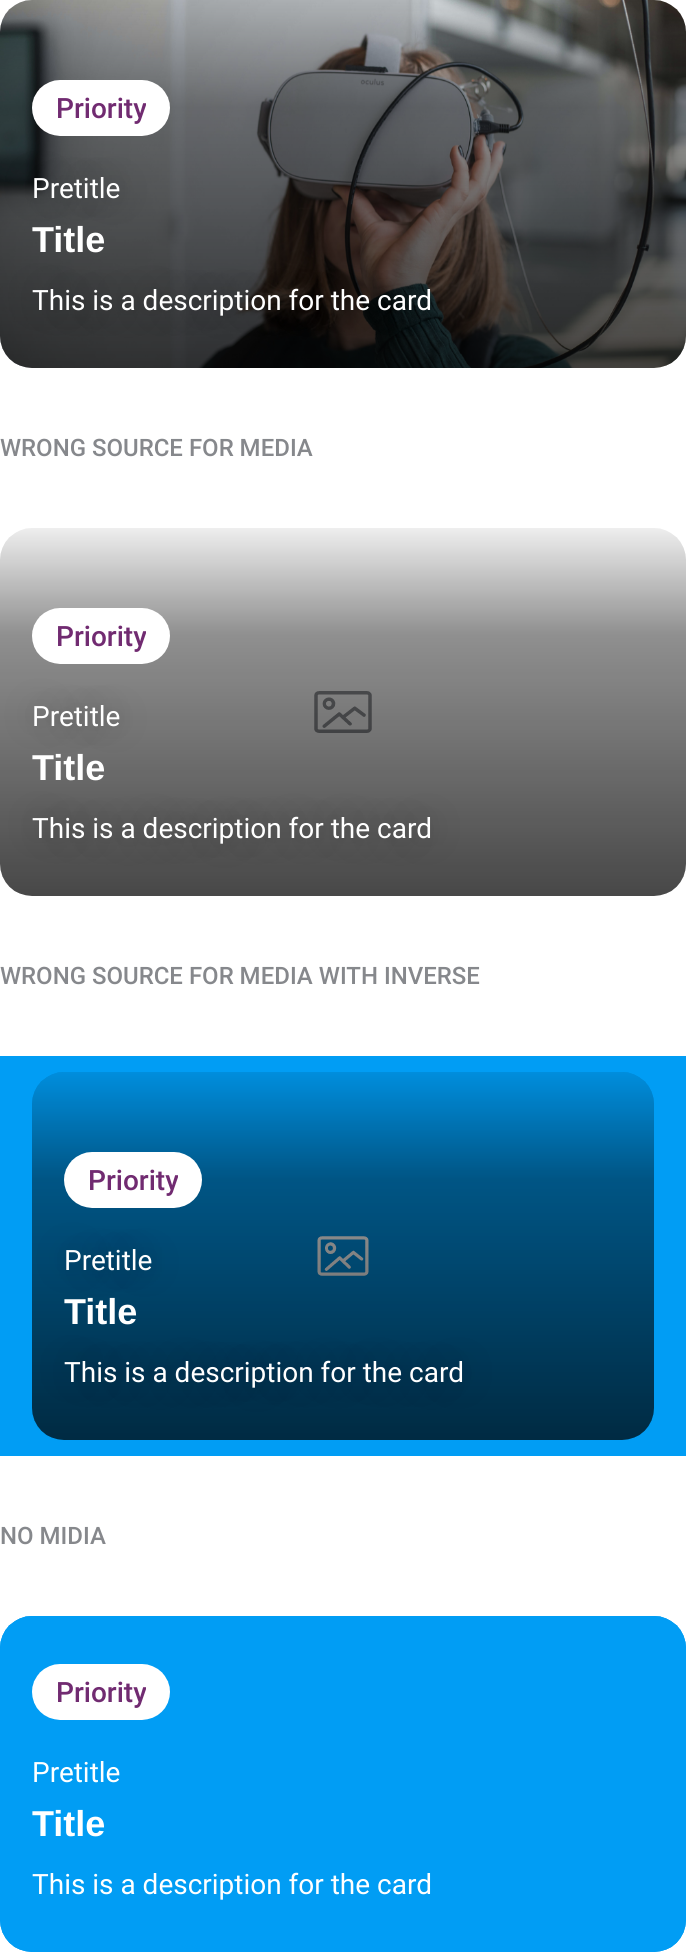 oculus
Priority
Pretitle
Title
This is a description for the card
WRONG SOURCE FOR MEDIA
Priority
Pretitle
Title
This is a description for the card
WRONG SOURCE FOR MEDIA WITH INVERSE
Priority
Pretitle
Title
This is a description for the card
NO MIDIA
Priority
Pretitle
Title
This is a description for the card